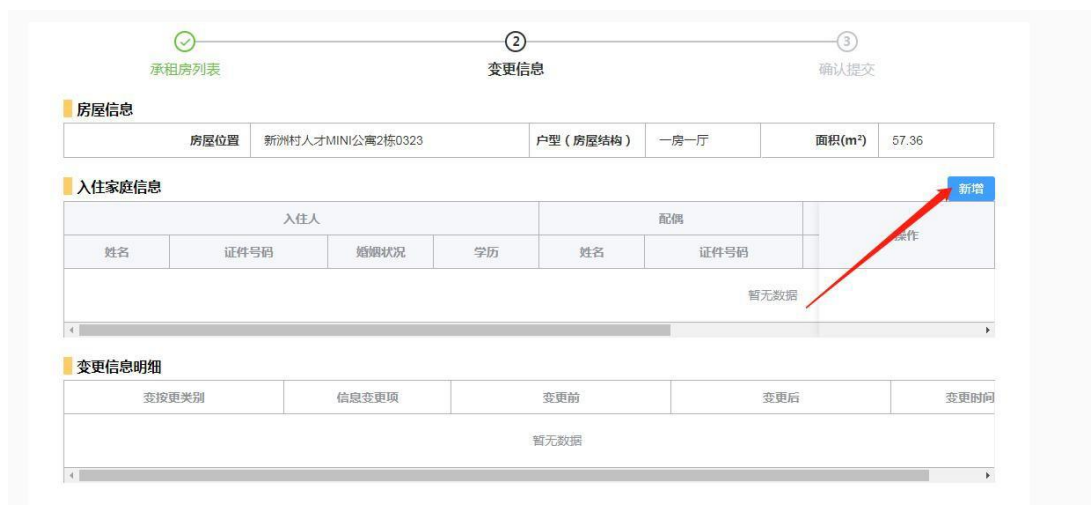 2 3
承租房列表 变更信息 确认提交
房屋信息
房屋位置 新洲村人才MINI公寓2栋0323 户型(房屋结构) 一房一厅 面积(m²) 57.36
入住家庭信息 新增
入住人 配偶 操作
姓名 证件号码 婚姻状况 学历 姓名 证件号码
暂无数据
变更信息明细
变按更类别 信息变更项 变更前 变更后 变更时间
暂无数据